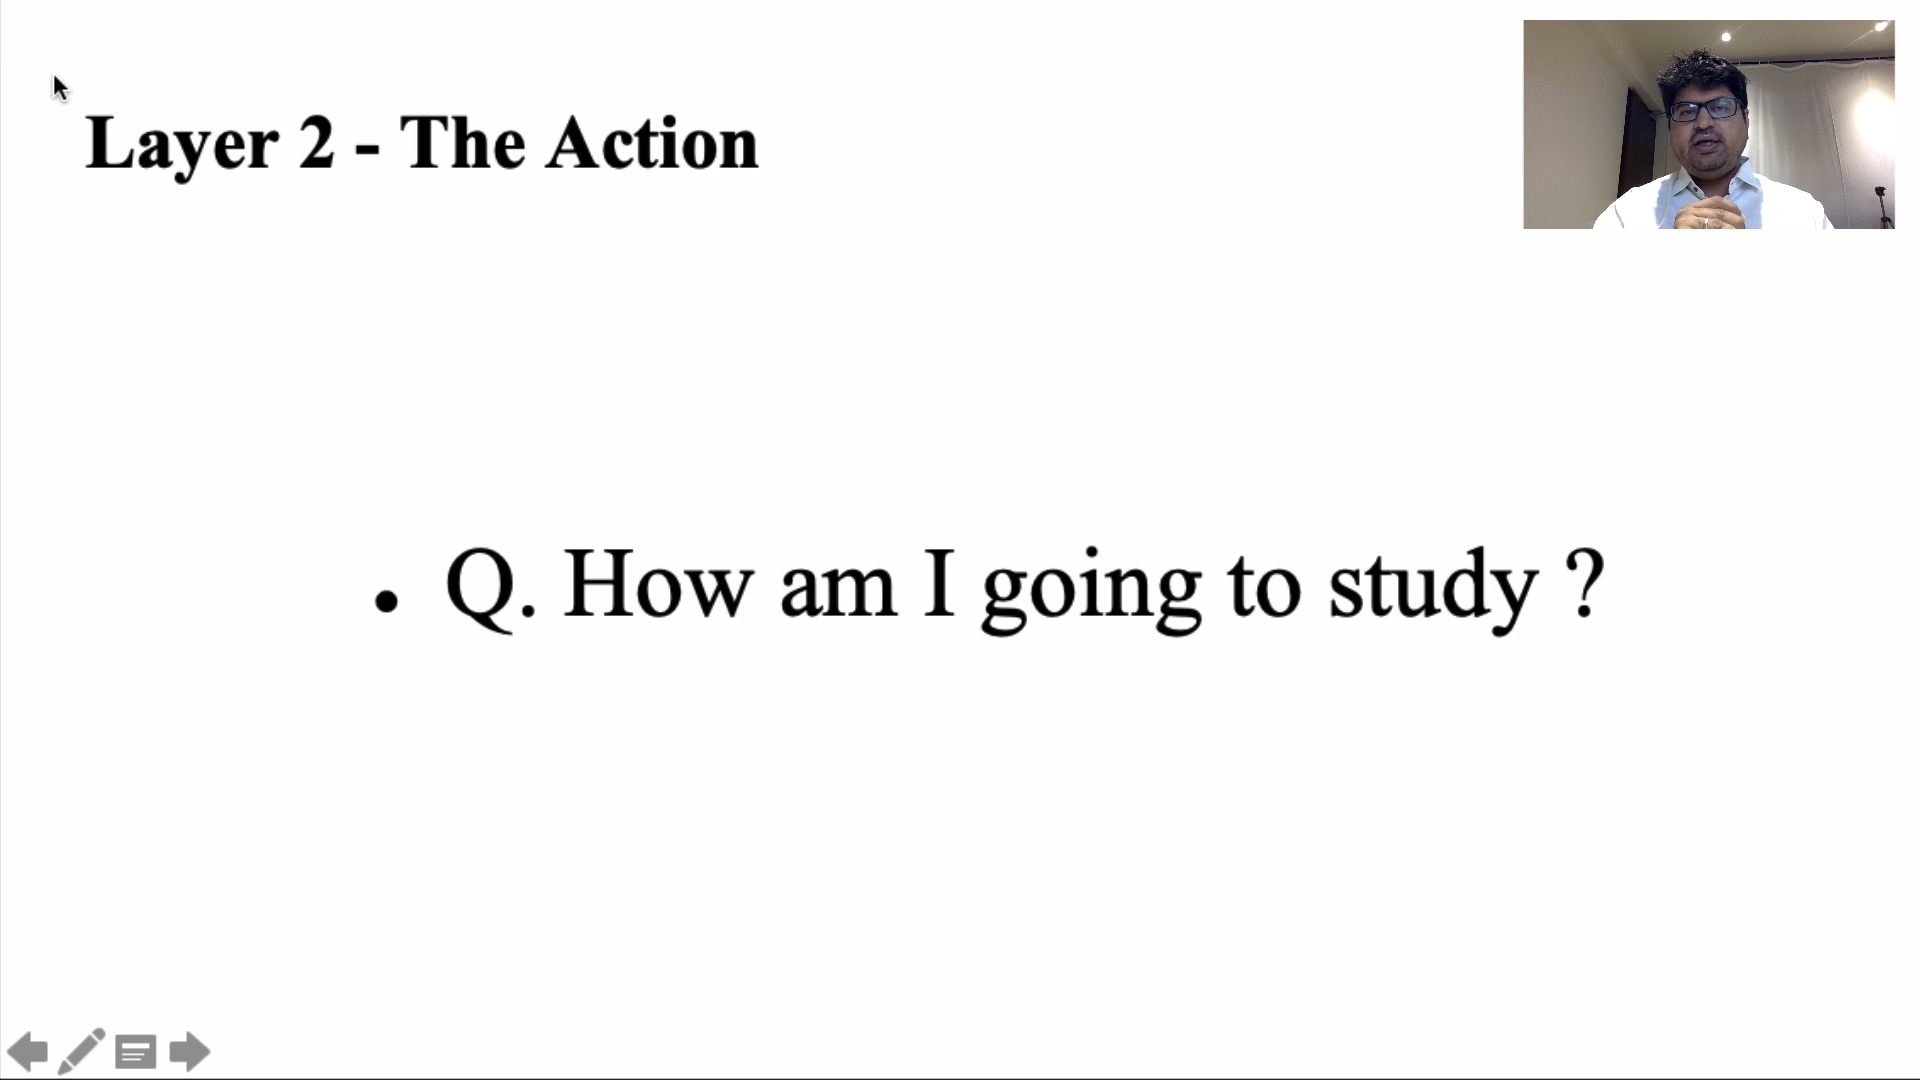 Layer 2 - The Action
• Q. How am I going to study ?